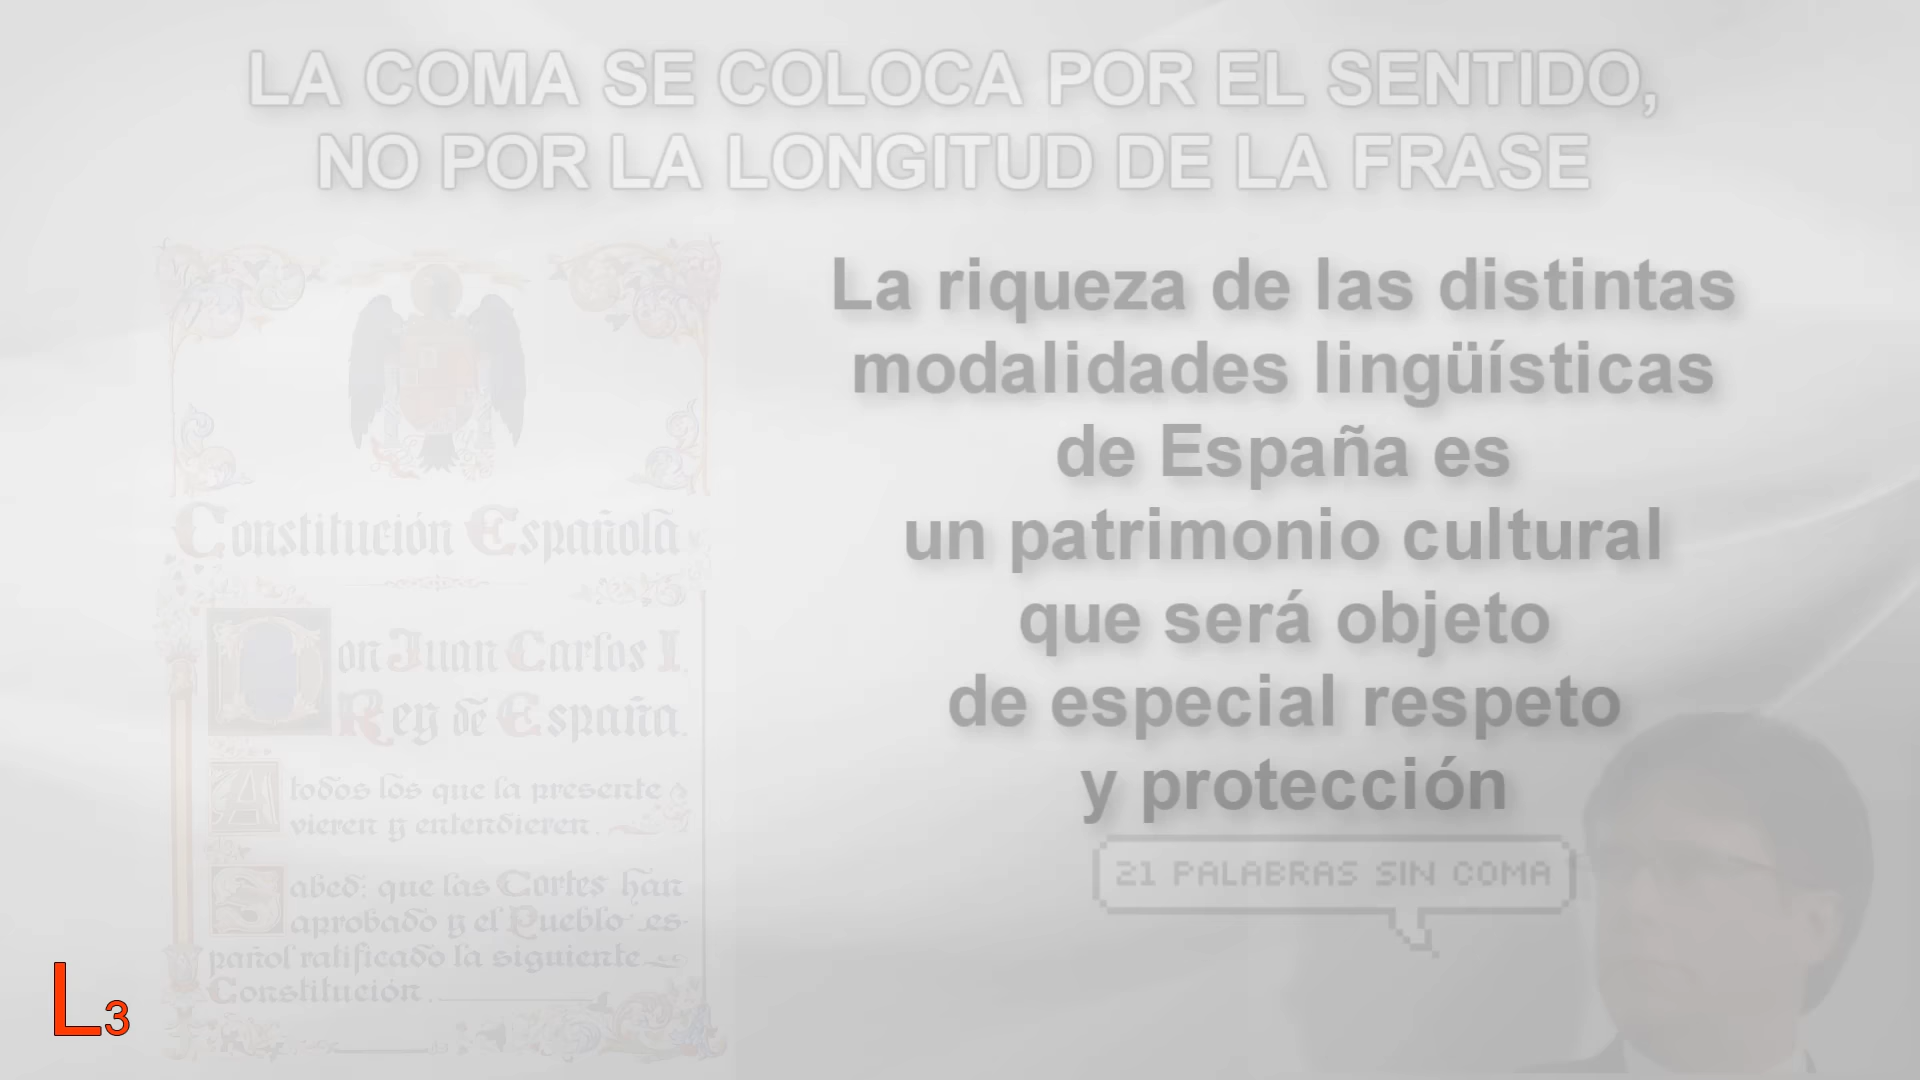 LA COMA SE COLOCA POR EL SENTIDO,
NO POR LA LONGITUD DE LA FRASE
La riqueza de las distintas
modalidades lingüísticas
de España es
un patrimonio cultural
que será objeto
de especial respeto
y protección
21 PALABRAS SIN COMA
Constitución Española
Don Juan Carlos I,
Rey de España,
A todos los que la presente
vieren y entendieren.
Sabed: que las Cortes han
aprobado y el Pueblo es-
pañol ratificado la siguiente
Constitución.
L3